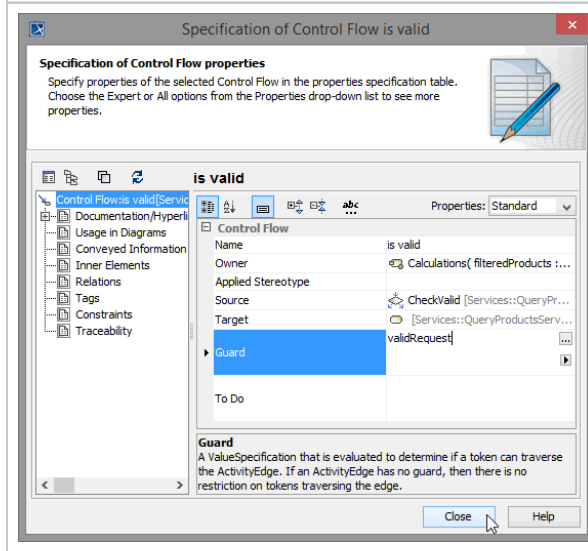 Specification of Control Flow is valid
Specification of Control Flow properties
Specify properties of the selected Control Flow in the properties specification table.
Choose the Expert or All options from the Properties drop-down list to see more
properties.
is valid
Control Flow:is valid[Servic
Documentation/Hyperli
Usage in Diagrams
Conveyed Information
Inner Elements
Relations
Tags
Constraints
Traceability
abc
Properties: Standard
Control Flow
Name is valid
Owner Calculations( filteredProducts :...
Applied Stereotype
Source CheckValid [Services::QueryPr...
Target [Services::QueryProductsServ...
Guard validRequest ...
To Do
Guard
A ValueSpecification that is evaluated to determine if a token can traverse
the ActivityEdge. If an ActivityEdge has no guard, then there is no
restriction on tokens traversing the edge.
Close Help